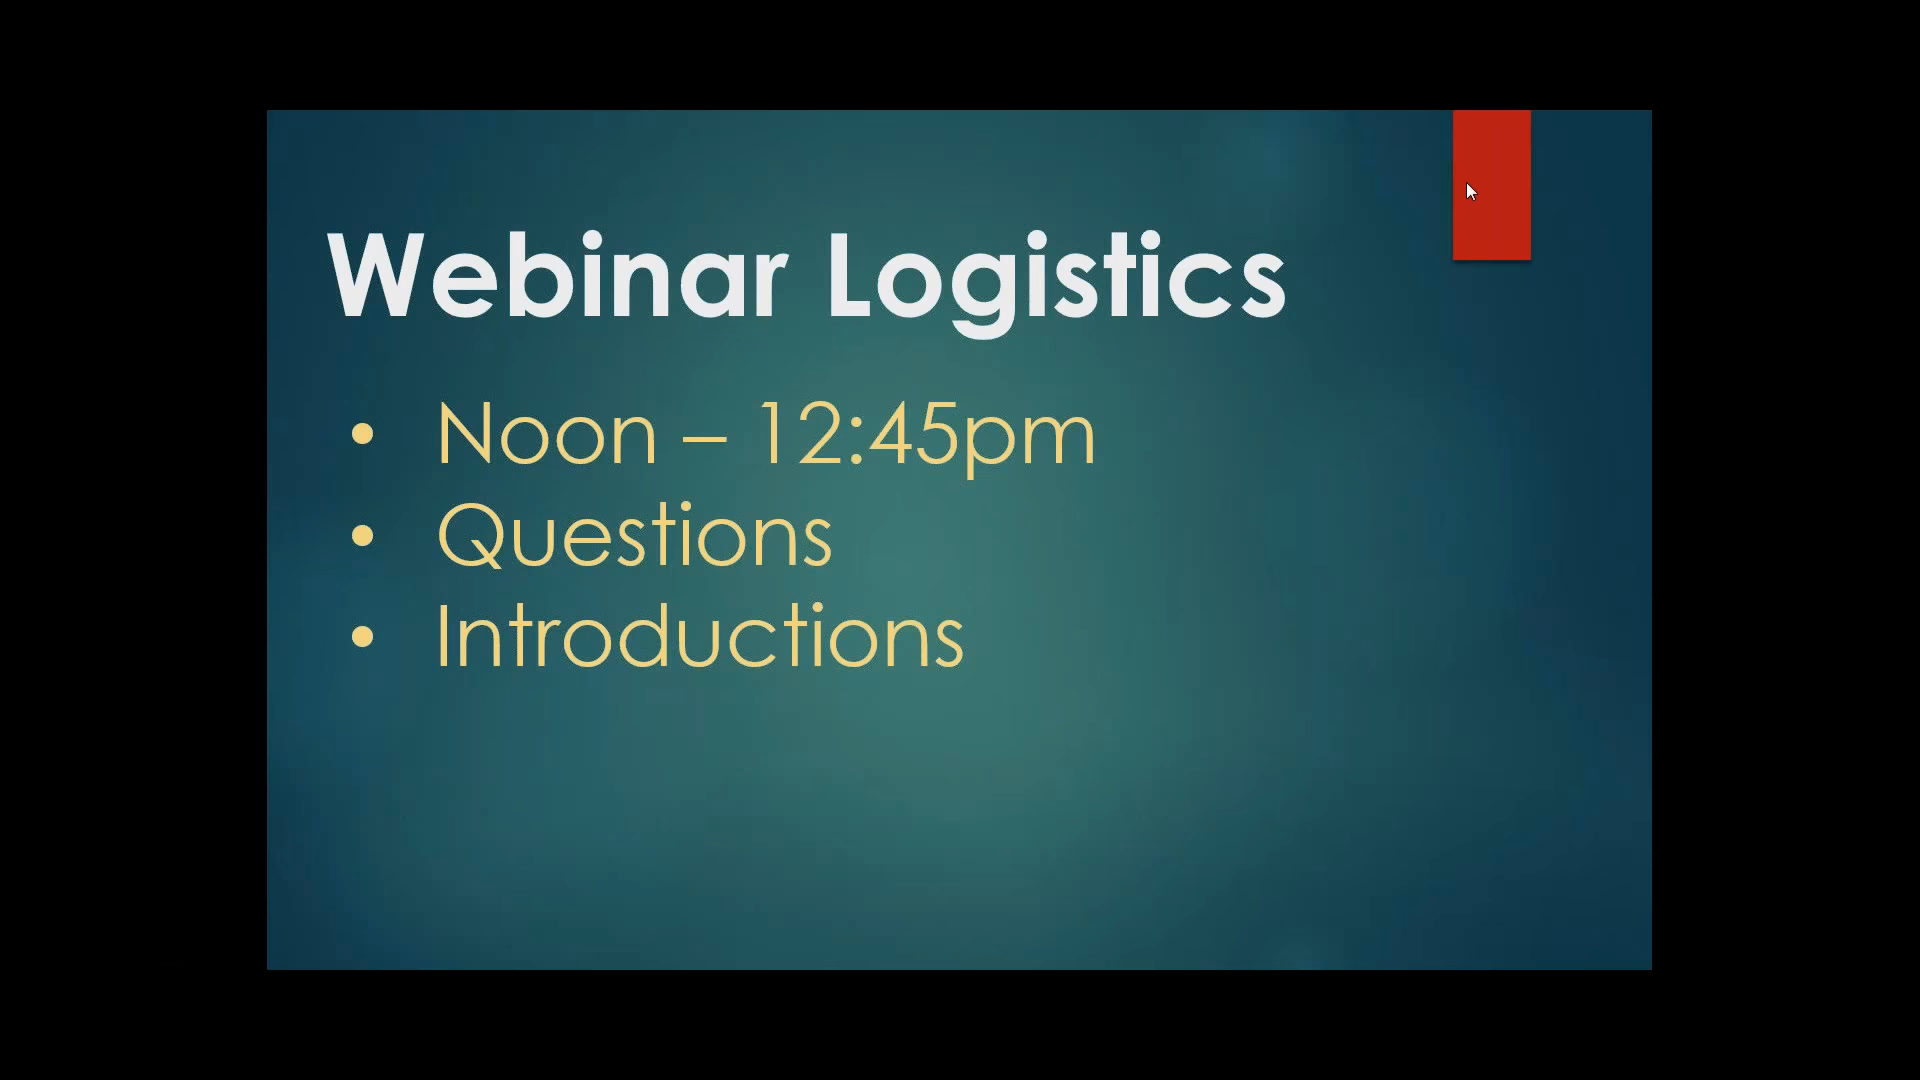 Webinar Logistics
• Noon – 12:45pm
• Questions
• Introductions